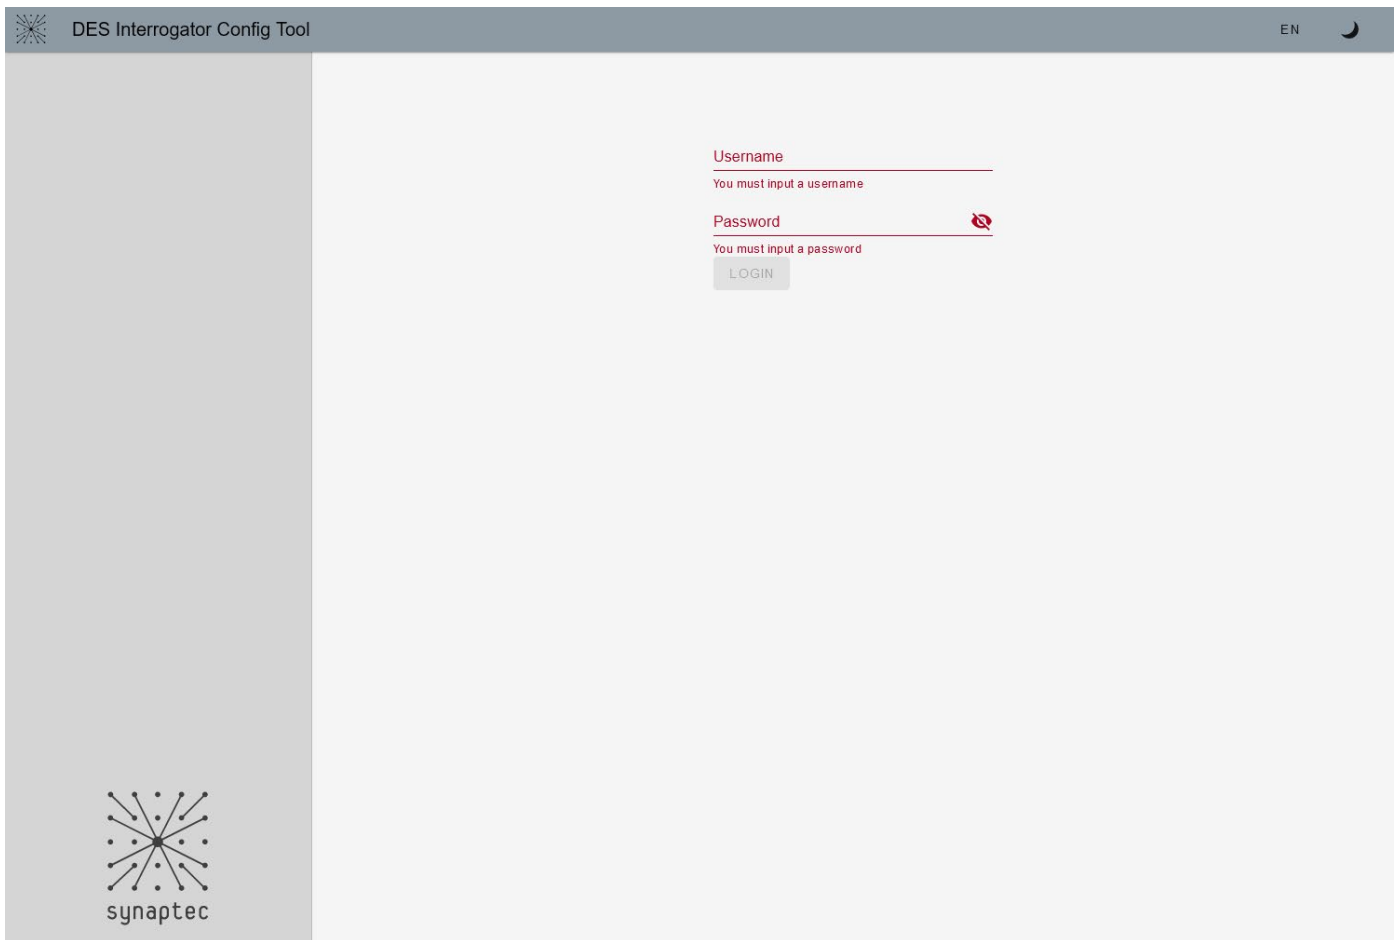 DES Interrogator Config Tool
EN
Username
You must input a username
Password
You must input a password
LOGIN
synaptec